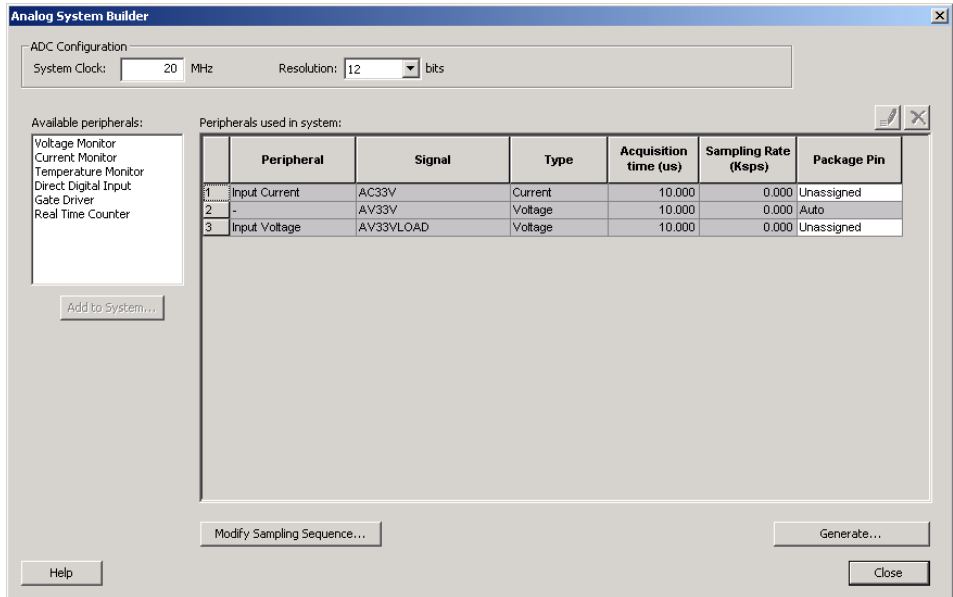 Analog System Builder
ADC Configuration
System Clock: 20 MHz Resolution: 12 bits
Available peripherals:
Voltage Monitor
Current Monitor
Temperature Monitor
Direct Digital Input
Gate Driver
Real Time Counter
Add to System...
Peripherals used in system:
Peripheral Signal Type Acquisition time (us) Sampling Rate (Ksps) Package Pin
1 Input Current AC33V Current 10.000 0.000 Unassigned
2 - AV33V Voltage 10.000 0.000 Auto
3 Input Voltage AV33VLOAD Voltage 10.000 0.000 Unassigned
Modify Sampling Sequence... Generate...
Help Close